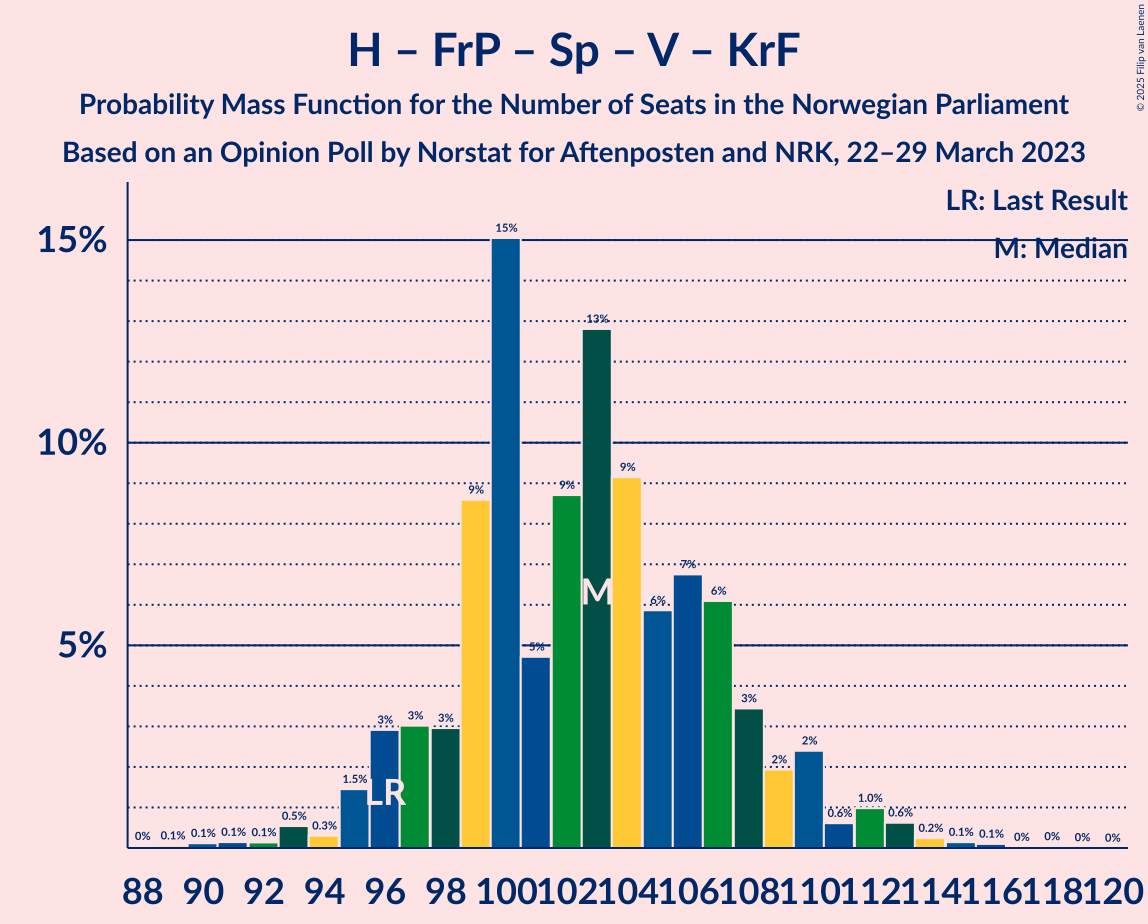 H – FrP – Sp – V – KrF
Probability Mass Function for the Number of Seats in the Norwegian Parliament
Based on an Opinion Poll by Norstat for Aftenposten and NRK, 22–29 March 2023
© 2025 Filip van Laenen
LR: Last Result
M: Median
15%
10%
5%
0% 0.1% 0.1% 0.1% 0.1% 0.5% 0.3% 1.5% 3% 3% 3% 9% 15% 5% 9% 13% 9% 6% 7% 6% 3% 2% 2% 0.6% 1.0% 0.6% 0.2% 0.1% 0.1% 0% 0% 0% 0%
LR
M
88 90 92 94 96 98 100 102 104 106 108 110 112 114 116 118 120